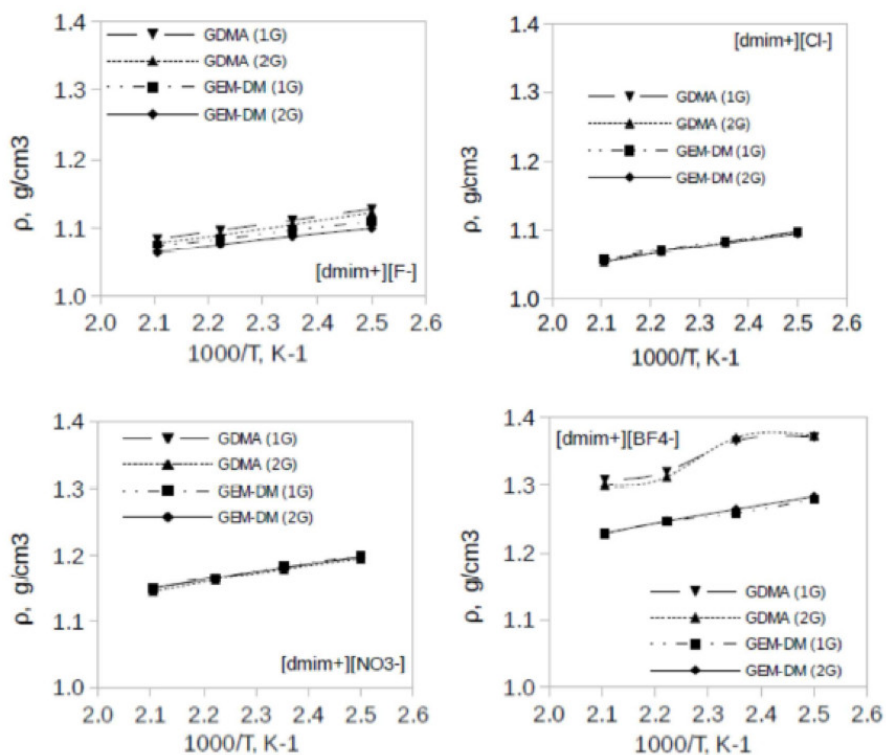 1.4
1.3
1.2
1.1
1.0
ρ, g/cm3
GDMA (1G)
GDMA (2G)
GEM-DM (1G)
GEM-DM (2G)
[dmim+][F-]
2.0 2.1 2.2 2.3 2.4 2.5 2.6
1000/T, K-1
1.4
1.3
1.2
1.1
1.0
ρ, g/cm3
[dmim+][Cl-]
GDMA (1G)
GDMA (2G)
GEM-DM (1G)
GEM-DM (2G)
2.0 2.1 2.2 2.3 2.4 2.5 2.6
1000/T, K-1
1.4
1.3
1.2
1.1
1.0
ρ, g/cm3
GDMA (1G)
GDMA (2G)
GEM-DM (1G)
GEM-DM (2G)
[dmim+][NO3-]
2.0 2.1 2.2 2.3 2.4 2.5 2.6
1000/T, K-1
1.4
1.3
1.2
1.1
1.0
ρ, g/cm3
[dmim+][BF4-]
GDMA (1G)
GDMA (2G)
GEM-DM (1G)
GEM-DM (2G)
2.0 2.1 2.2 2.3 2.4 2.5 2.6
1000/T, K-1